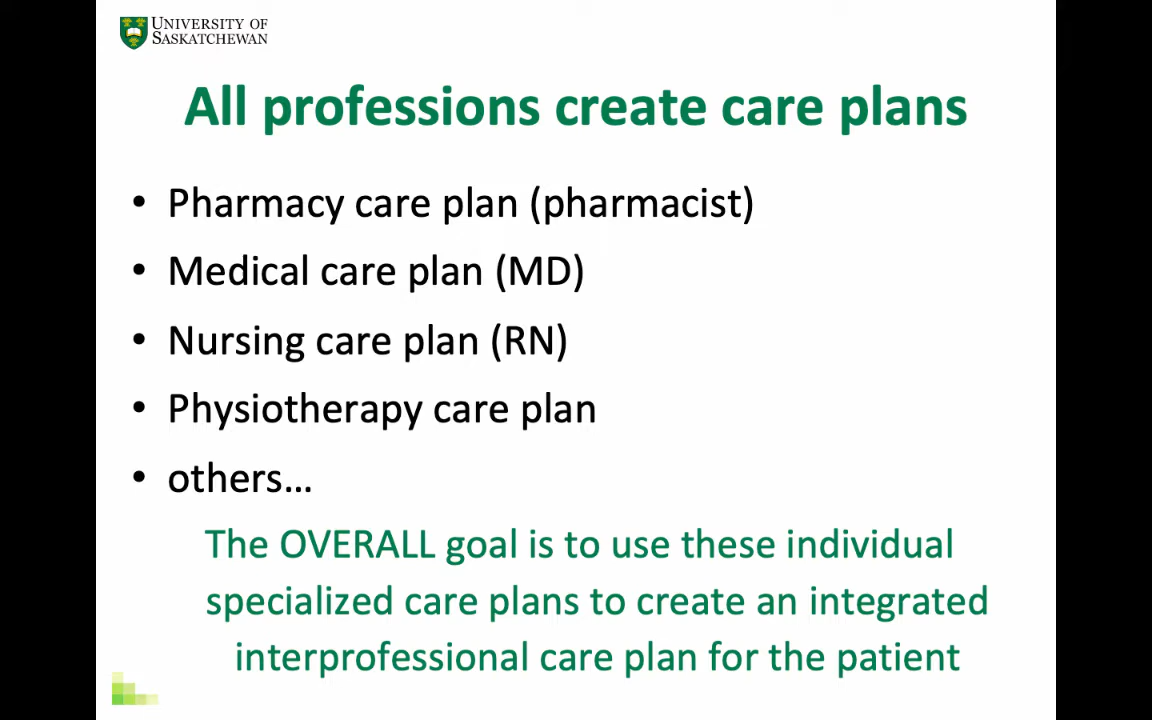 UNIVERSITY OF
SASKATCHEWAN
All professions create care plans
• Pharmacy care plan (pharmacist)
• Medical care plan (MD)
• Nursing care plan (RN)
• Physiotherapy care plan
• others…
The OVERALL goal is to use these individual
specialized care plans to create an integrated
interprofessional care plan for the patient